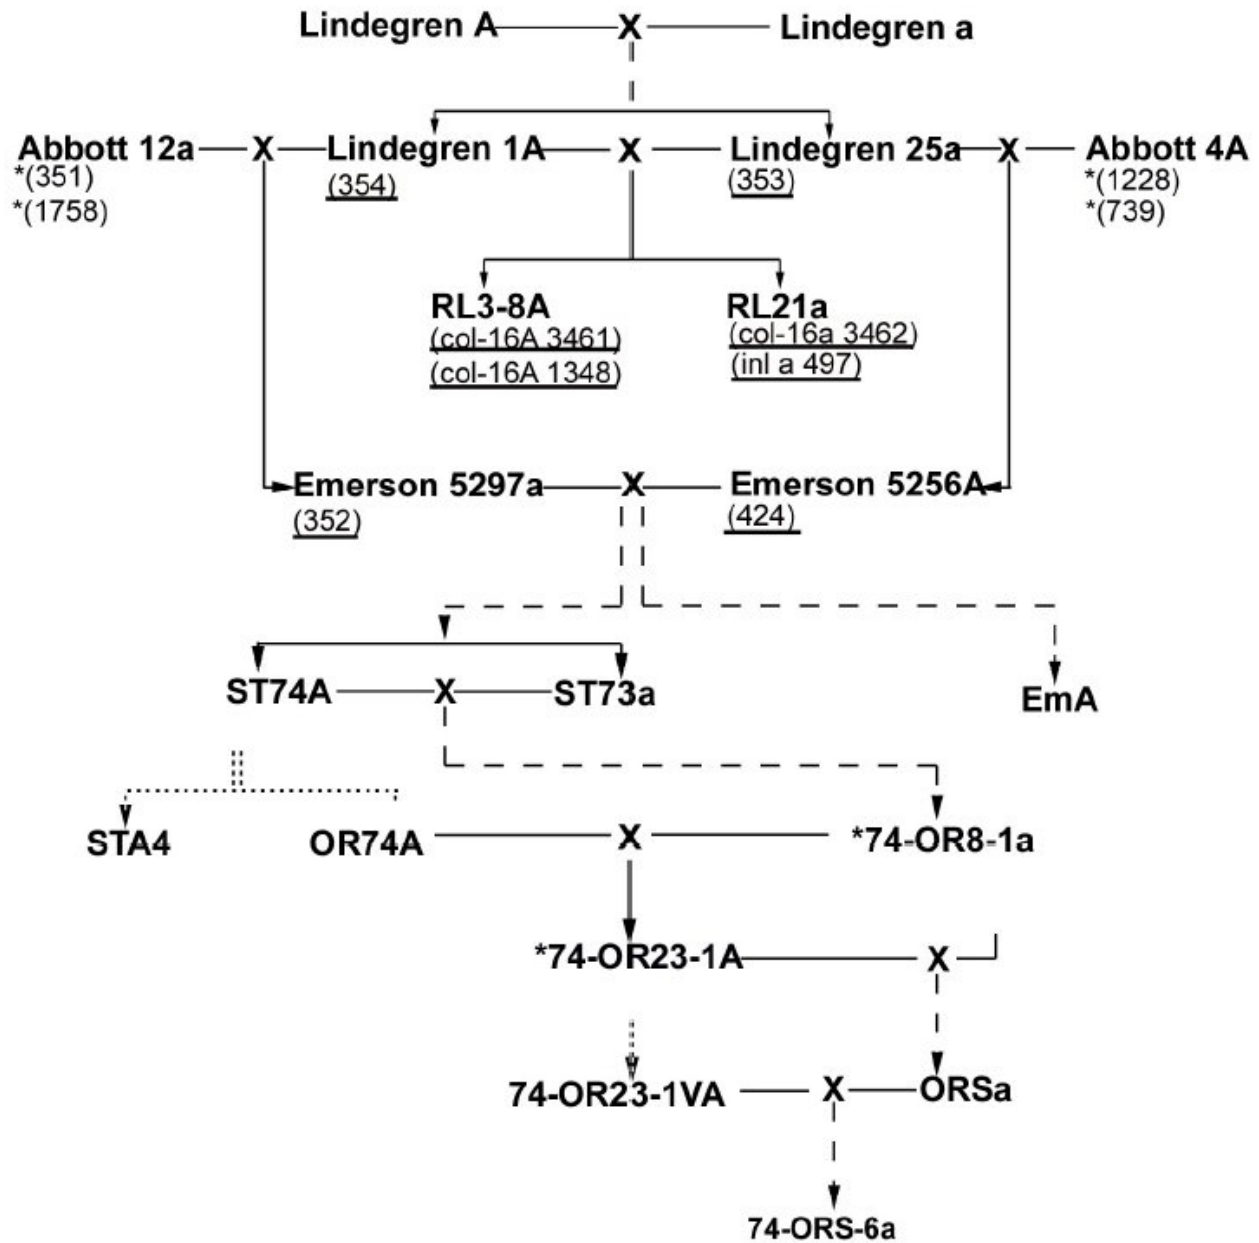 Lindegren A X Lindegren a
Abbott 12a X Lindegren 1A X Lindegren 25a X Abbott 4A
*(351) (354) (353) *(1228)
*(1758) *(739)
RL3-8A RL21a
(col-16A 3461) (col-16a 3462)
(col-16A 1348) (inl a 497)
Emerson 5297a X Emerson 5256A
(352) (424)
ST74A X ST73a EmA
STA4 OR74A X *74-OR8-1a
*74-OR23-1A X
74-OR23-1VA X ORSa
74-ORS-6a